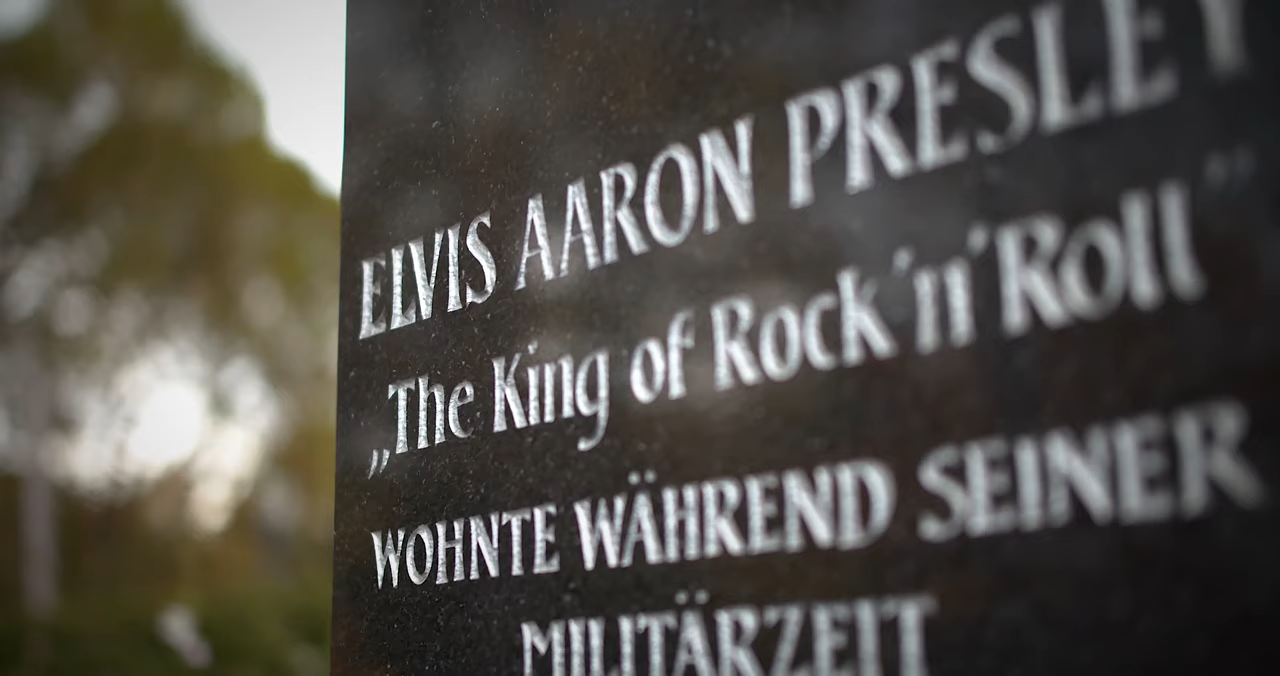 ELVIS AARON PRESLEY
„The King of Rock´n´Roll”
WOHNTE WÄHREND SEINER
MILITÄRZEIT